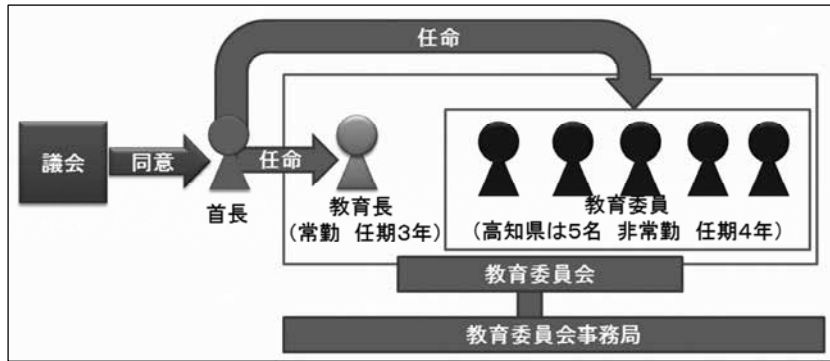 任命
議会
同意
任命
首長
教育長
（常勤　任期3年）
教育委員
（高知県は5名　非常勤　任期4年）
教育委員会
教育委員会事務局